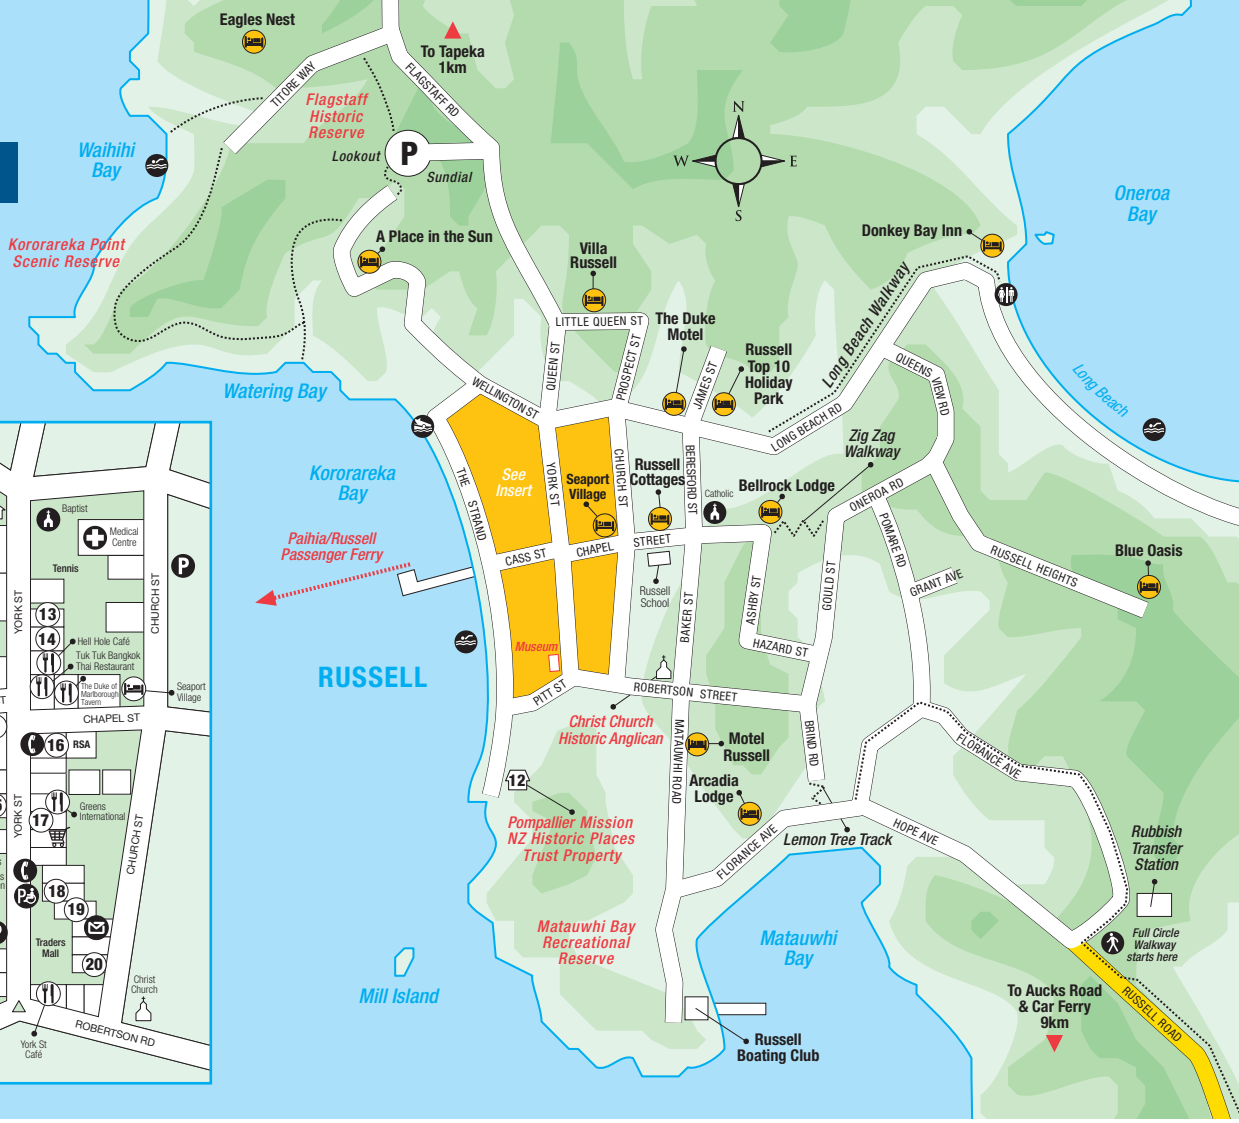 Eagles Nest
To Tapeka
1km
TITORE WAY
FLAGSTAFF RD
Flagstaff
Historic
Reserve
Lookout
P
Sundial
Waihihi
Bay
N
W
E
S
Oneroa
Bay
Kororareka Point
Scenic Reserve
A Place in the Sun
Villa
Russell
Donkey Bay Inn
LITTLE QUEEN ST
The Duke
Motel
Russell
Top 10
Holiday
Park
QUEEN ST
PROSPECT ST
JAMES ST
Long Beach Walkway
QUEENS VIEW RD
Long Beach
Watering Bay
WELLINGTON ST
LONG BEACH RD
Zig Zag
Walkway
Kororareka
Bay
THE STRAND
See
Insert
YORK ST
Seaport
Village
CHURCH ST
Russell
Cottages
BERESFORD ST
Catholic
Bellrock Lodge
ONEROA RD
POMARE RD
Paihia/Russell
Passenger Ferry
CASS ST
CHAPEL STREET
Russell
School
BAKER ST
ASHBY ST
GOULD ST
GRANT AVE
RUSSELL HEIGHTS
Blue Oasis
HAZARD ST
RUSSELL
Museum
PITT ST
ROBERTSON STREET
Christ Church
Historic Anglican
MATAUWHI ROAD
Motel
Russell
BRIND RD
Arcadia
Lodge
12
Pompallier Mission
NZ Historic Places
Trust Property
FLORANCE AVE
Lemon Tree Track
HOPE AVE
FLORANCE AVE
Rubbish
Transfer
Station
Full Circle
Walkway
starts here
Matauwhi Bay
Recreational
Reserve
Matauwhi
Bay
Mill Island
To Aucks Road
& Car Ferry
9km
RUSSELL ROAD
Russell
Boating Club
Baptist
Medical
Centre
Tennis
P
YORK ST
CHURCH ST
13
14
Hell Hole Café
Tuk Tuk Bangkok
Thai Restaurant
The Duke of
Marlborough
Tavern
Seaport
Village
CHAPEL ST
16
RSA
YORK ST
17
Greens
International
CHURCH ST
P
18
19
Traders
Mall
20
Christ
Church
York St
Café
ROBERTSON RD